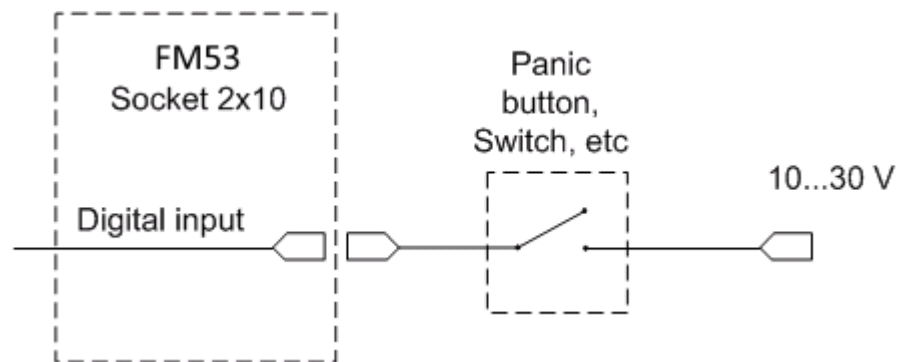 FM53
Socket 2x10
Panic
button,
Switch, etc
10...30 V
Digital input